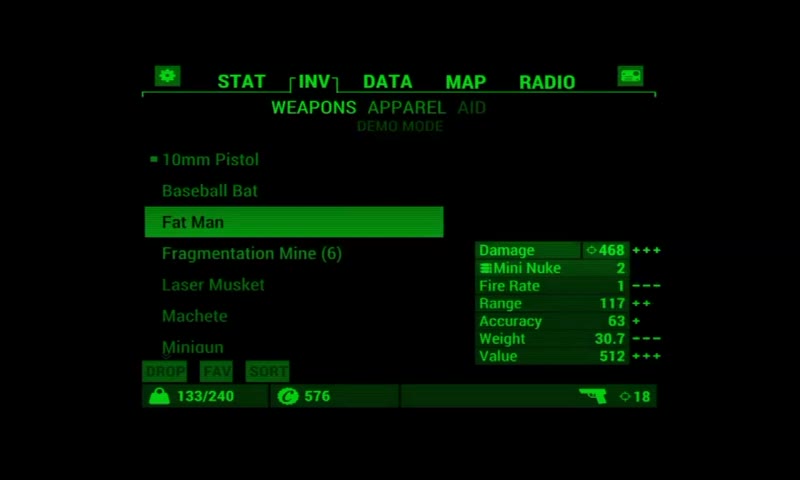 STAT INV DATA MAP RADIO
WEAPONS APPAREL AID
DEMO MODE
10mm Pistol
Baseball Bat
Fat Man
Fragmentation Mine (6)
Laser Musket
Machete
Minigun
Damage 468 +++
Mini Nuke 2
Fire Rate 1 ---
Range 117 ++
Accuracy 63 +
Weight 30.7 ---
Value 512 +++
DROP FAV SORT
133/240 576 18